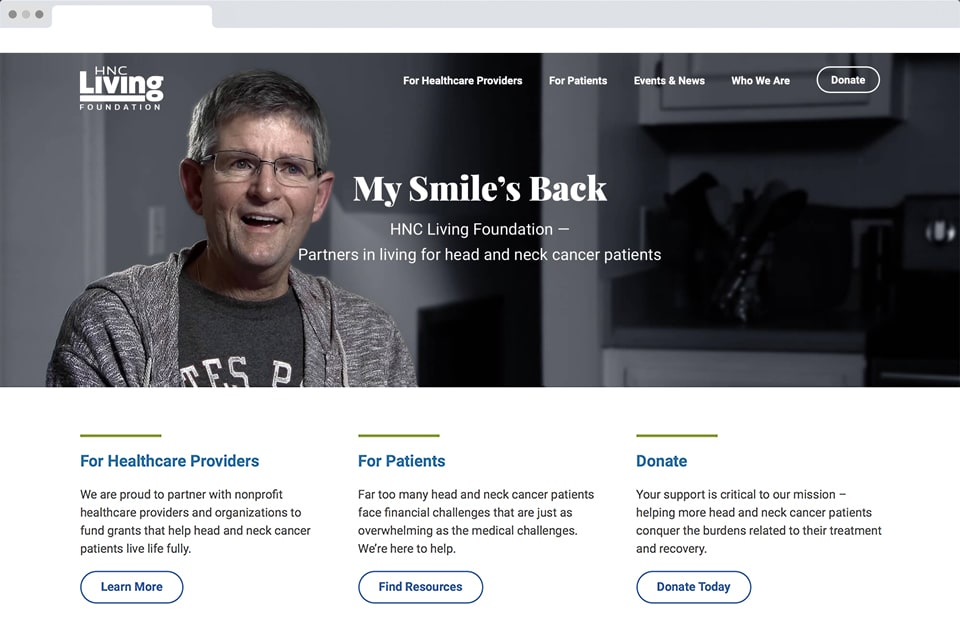 HNC
Living
FOUNDATION
For Healthcare Providers
For Patients
Events & News
Who We Are
Donate
My Smile’s Back
HNC Living Foundation —
Partners in living for head and neck cancer patients
For Healthcare Providers
We are proud to partner with nonprofit
healthcare providers and organizations to
fund grants that help head and neck cancer
patients live life fully.
Learn More
For Patients
Far too many head and neck cancer patients
face financial challenges that are just as
overwhelming as the medical challenges.
We’re here to help.
Find Resources
Donate
Your support is critical to our mission –
helping more head and neck cancer patients
conquer the burdens related to their treatment
and recovery.
Donate Today